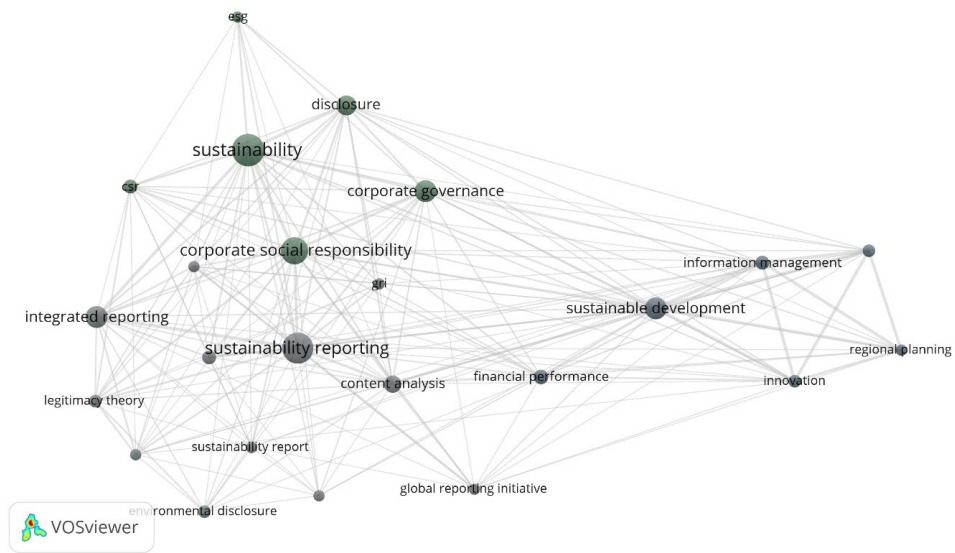 esg
disclosure
sustainability
csr
corporate governance
corporate social responsibility
information management
gri
sustainable development
integrated reporting
sustainability reporting
regional planning
content analysis
financial performance
innovation
legitimacy theory
sustainability report
global reporting initiative
environmental disclosure
VOSviewer